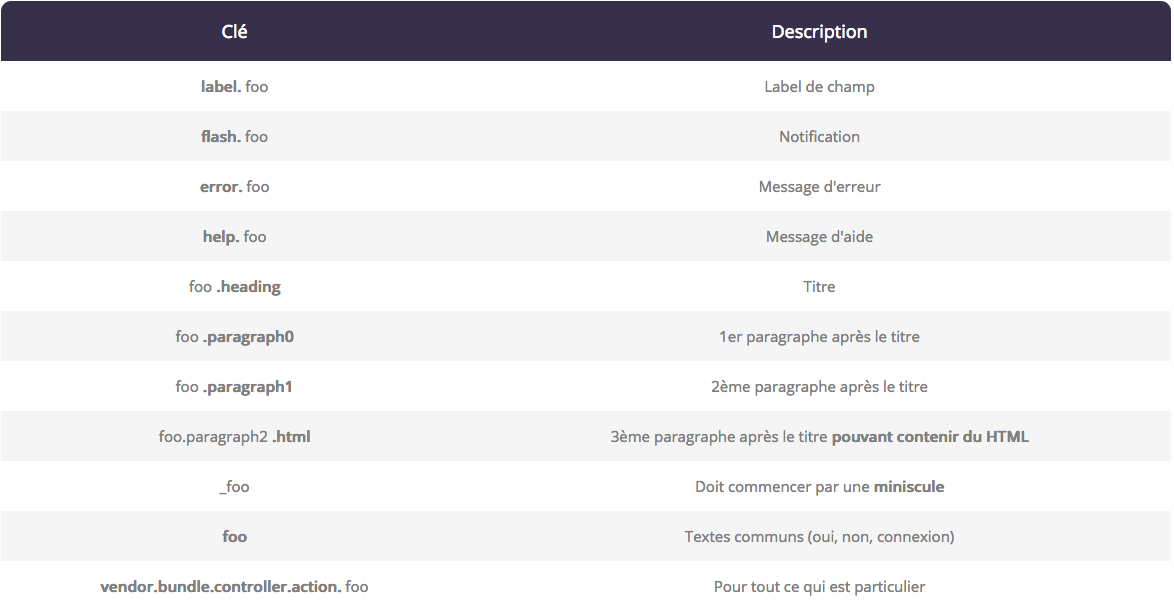 Clé Description
label. foo Label de champ
flash. foo Notification
error. foo Message d'erreur
help. foo Message d'aide
foo .heading Titre
foo .paragraph0 1er paragraphe après le titre
foo .paragraph1 2ème paragraphe après le titre
foo.paragraph2 .html 3ème paragraphe après le titre pouvant contenir du HTML
_foo Doit commencer par une miniscule
foo Textes communs (oui, non, connexion)
vendor.bundle.controller.action. foo Pour tout ce qui est particulier